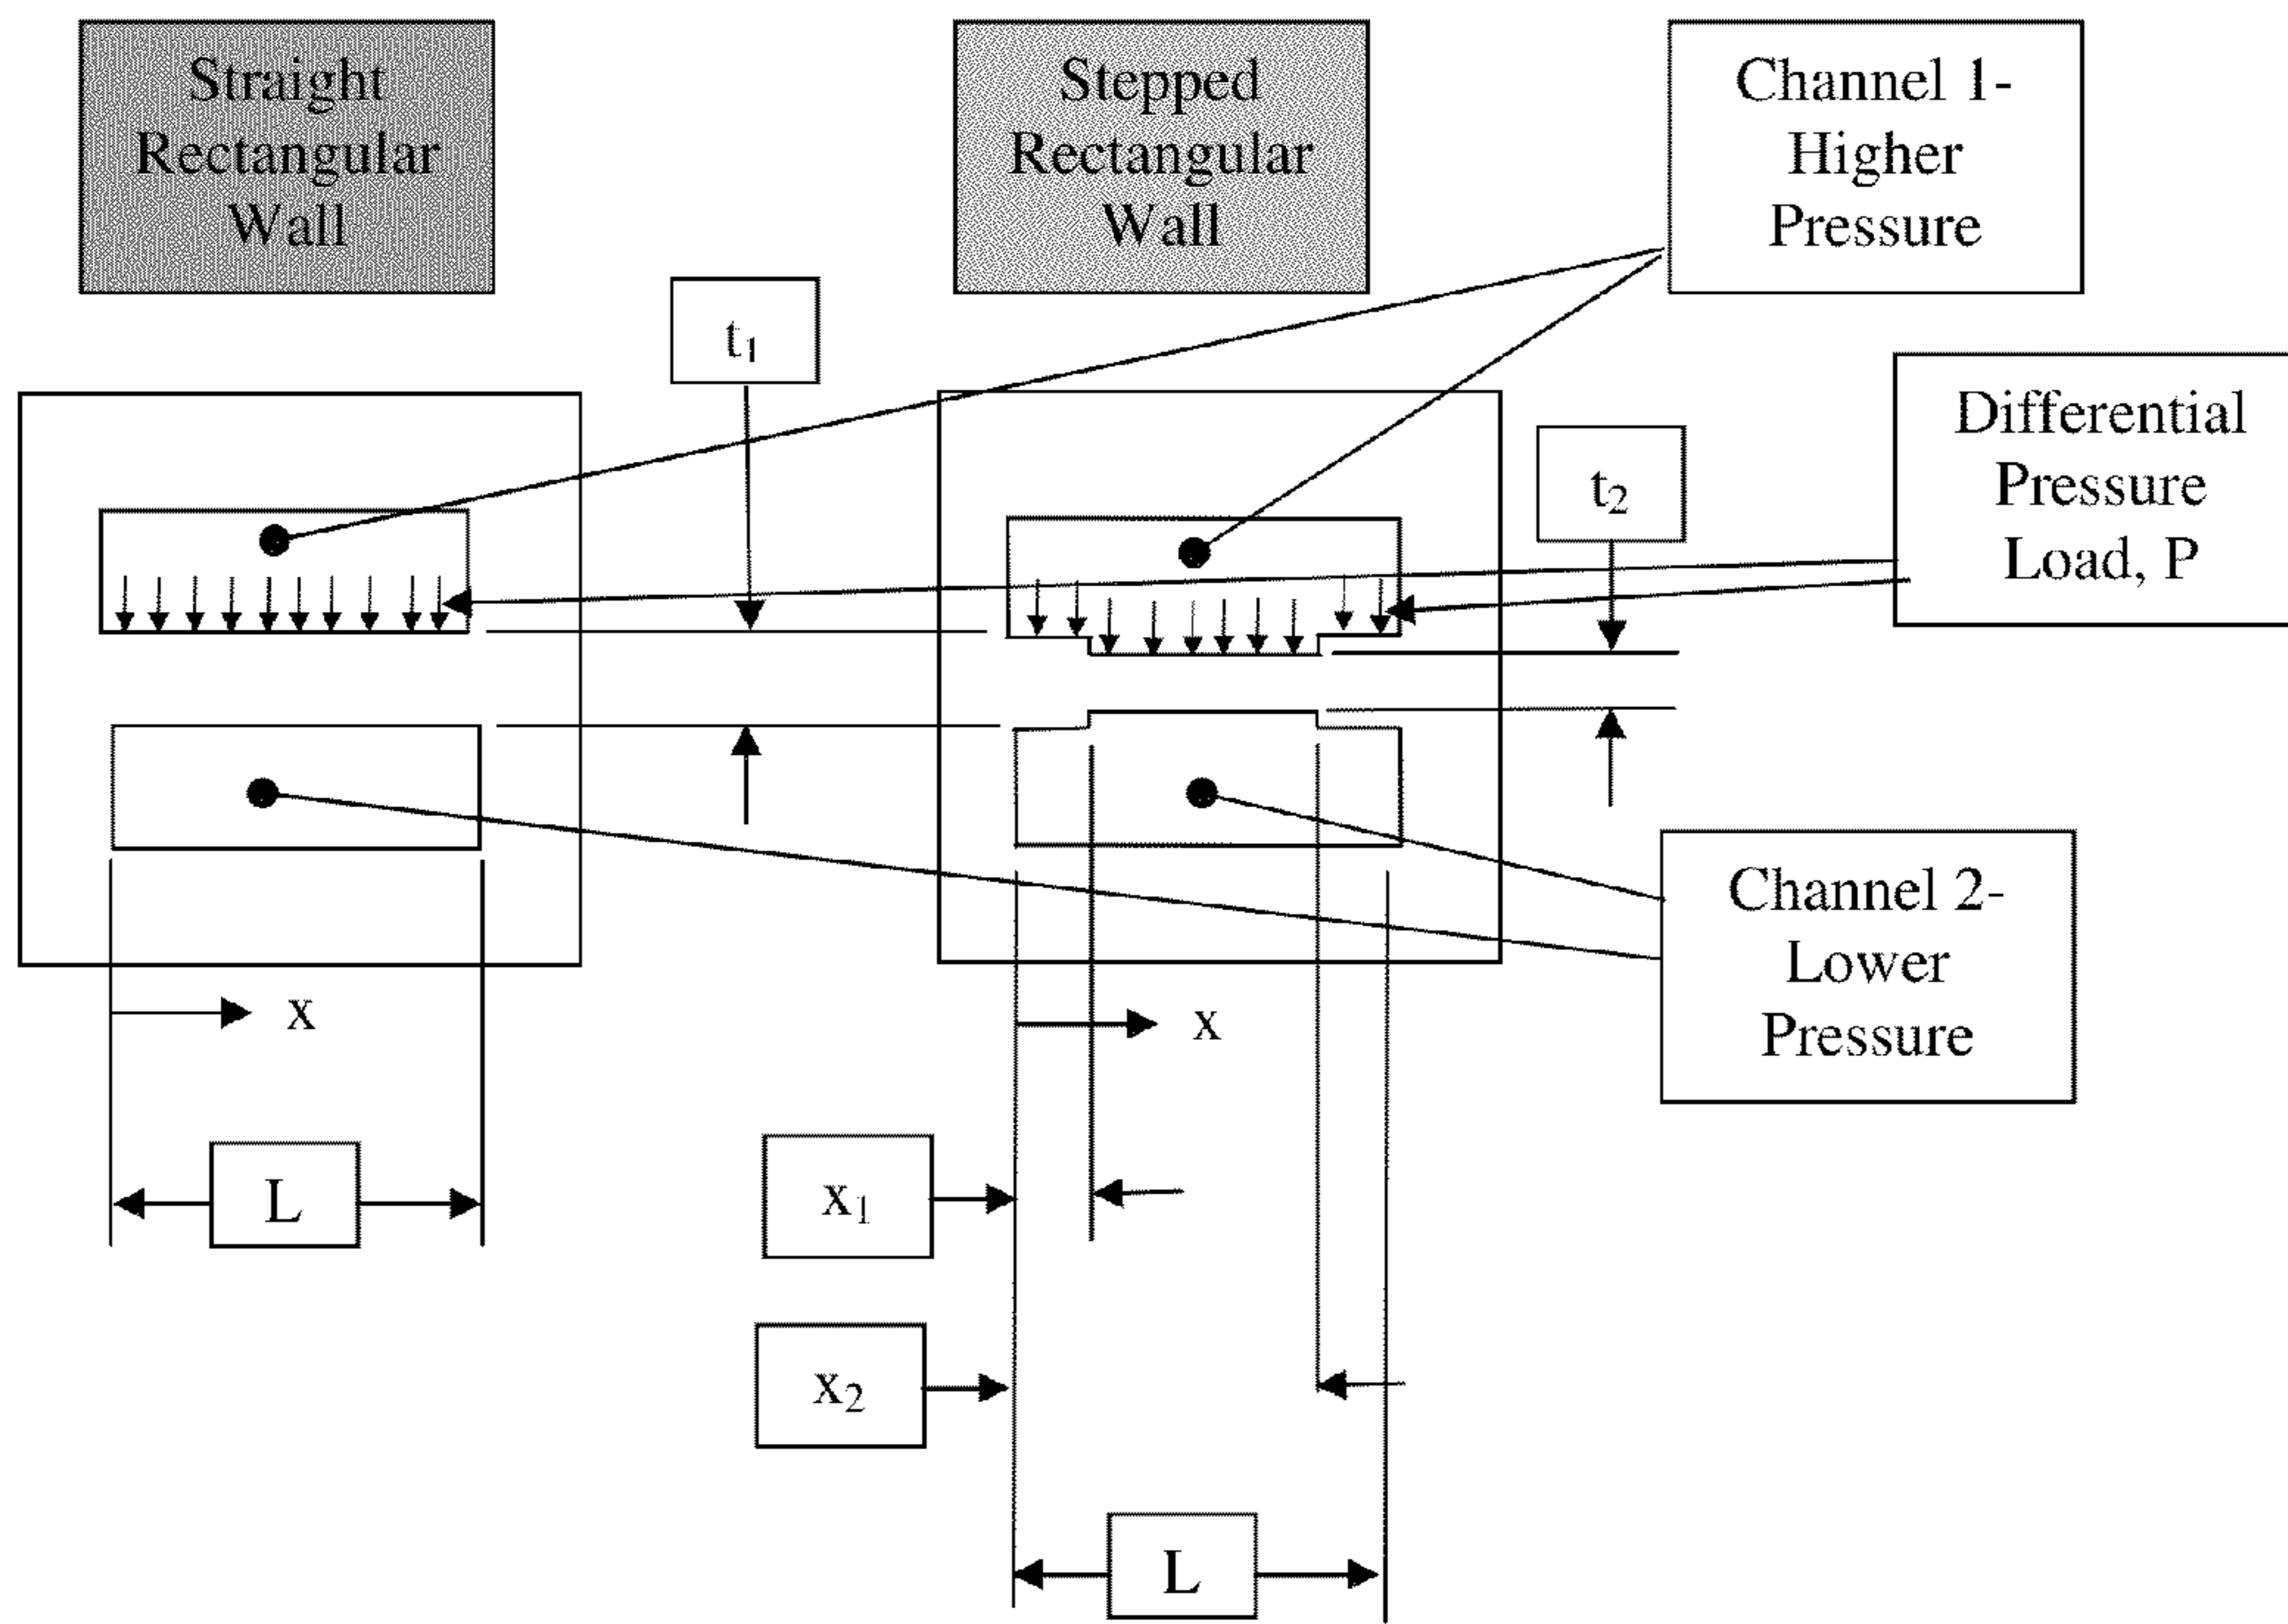 Straight
Rectangular
Wall
Stepped
Rectangular
Wall
Channel 1-
Higher
Pressure
t₁
Differential
Pressure
Load, P
t₂
Channel 2-
Lower
Pressure
x
x
L
x₁
x₂
L